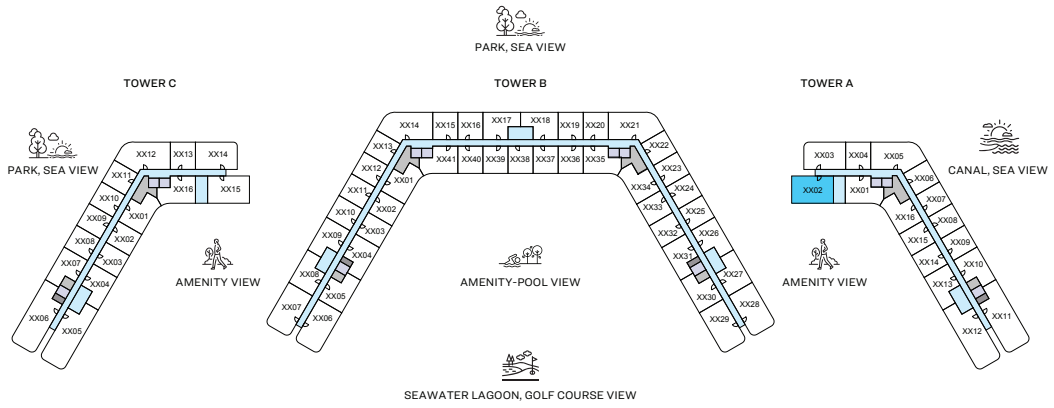 PARK, SEA VIEW
TOWER C
TOWER B
TOWER A
PARK, SEA VIEW
CANAL, SEA VIEW
AMENITY VIEW
AMENITY-POOL VIEW
AMENITY VIEW
SEAWATER LAGOON, GOLF COURSE VIEW
XX12
XX13
XX14
XX11
XX16
XX15
XX10
XX01
XX09
XX02
XX08
XX03
XX07
XX04
XX06
XX05
XX14
XX15
XX16
XX17
XX18
XX19
XX20
XX21
XX13
XX41
XX40
XX39
XX38
XX37
XX36
XX35
XX22
XX12
XX01
XX34
XX23
XX11
XX02
XX33
XX24
XX10
XX03
XX32
XX25
XX09
XX04
XX31
XX26
XX08
XX05
XX30
XX27
XX07
XX06
XX29
XX28
XX03
XX04
XX05
XX02
XX01
XX06
XX16
XX07
XX15
XX08
XX14
XX09
XX13
XX10
XX12
XX11